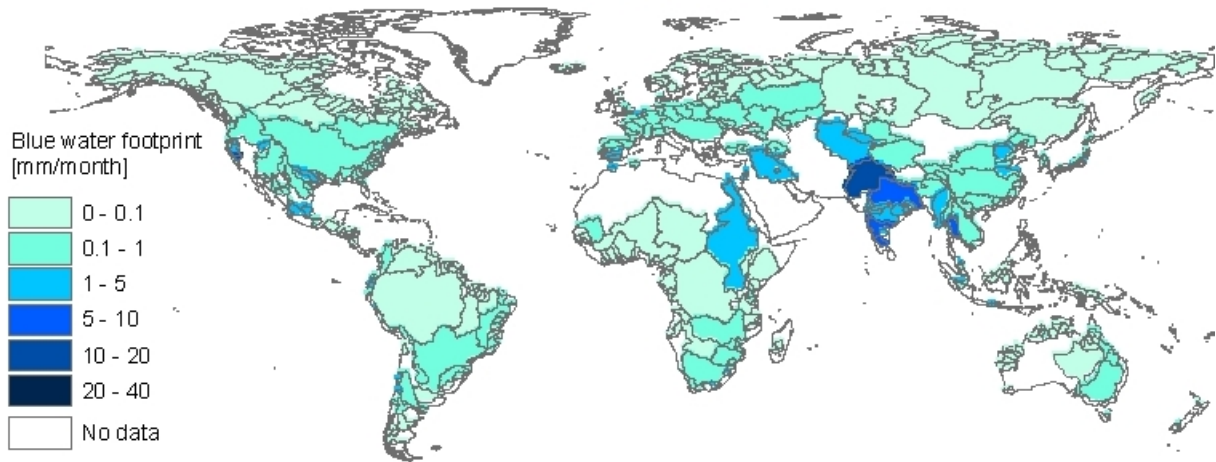 Blue water footprint
[mm/month]
0 - 0.1
0.1 - 1
1 - 5
5 - 10
10 - 20
20 - 40
No data